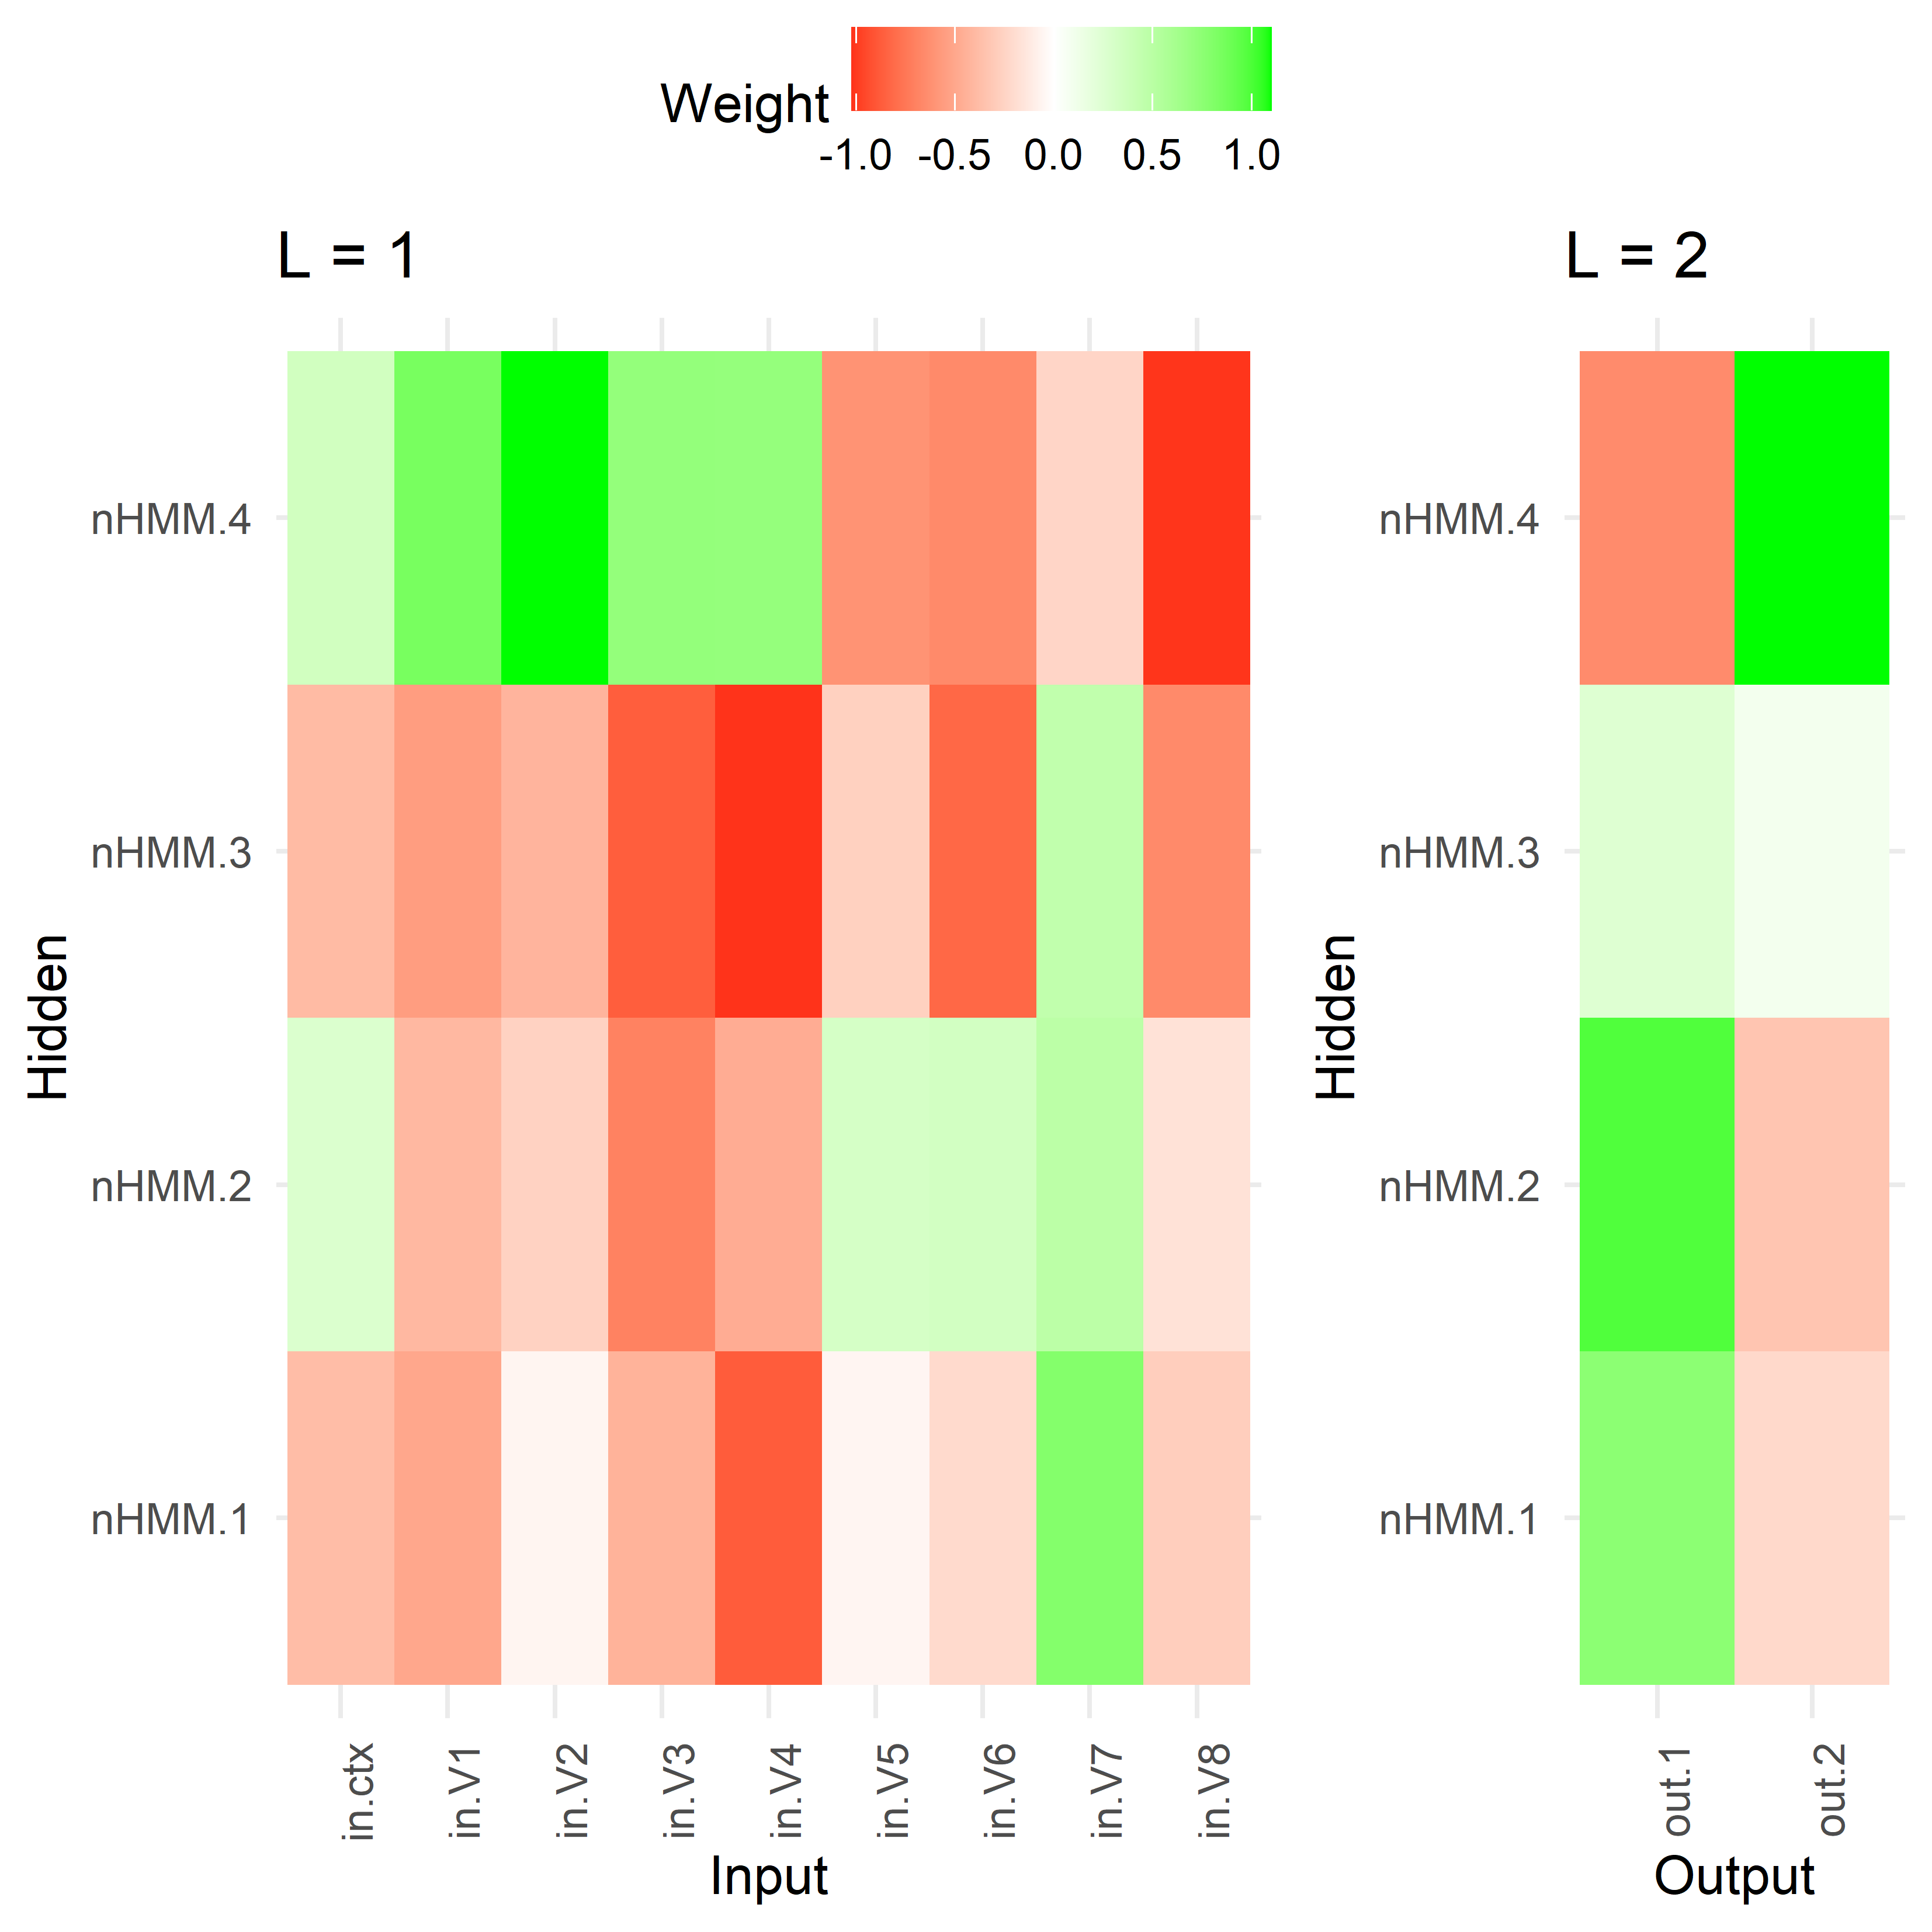 Weight
-1.0 -0.5 0.0 0.5 1.0
L = 1
L = 2
nHMM.4
nHMM.3
nHMM.2
nHMM.1
Hidden
in.ctx in.V1 in.V2 in.V3 in.V4 in.V5 in.V6 in.V7 in.V8
Input
nHMM.4
nHMM.3
nHMM.2
nHMM.1
Hidden
out.1 out.2
Output